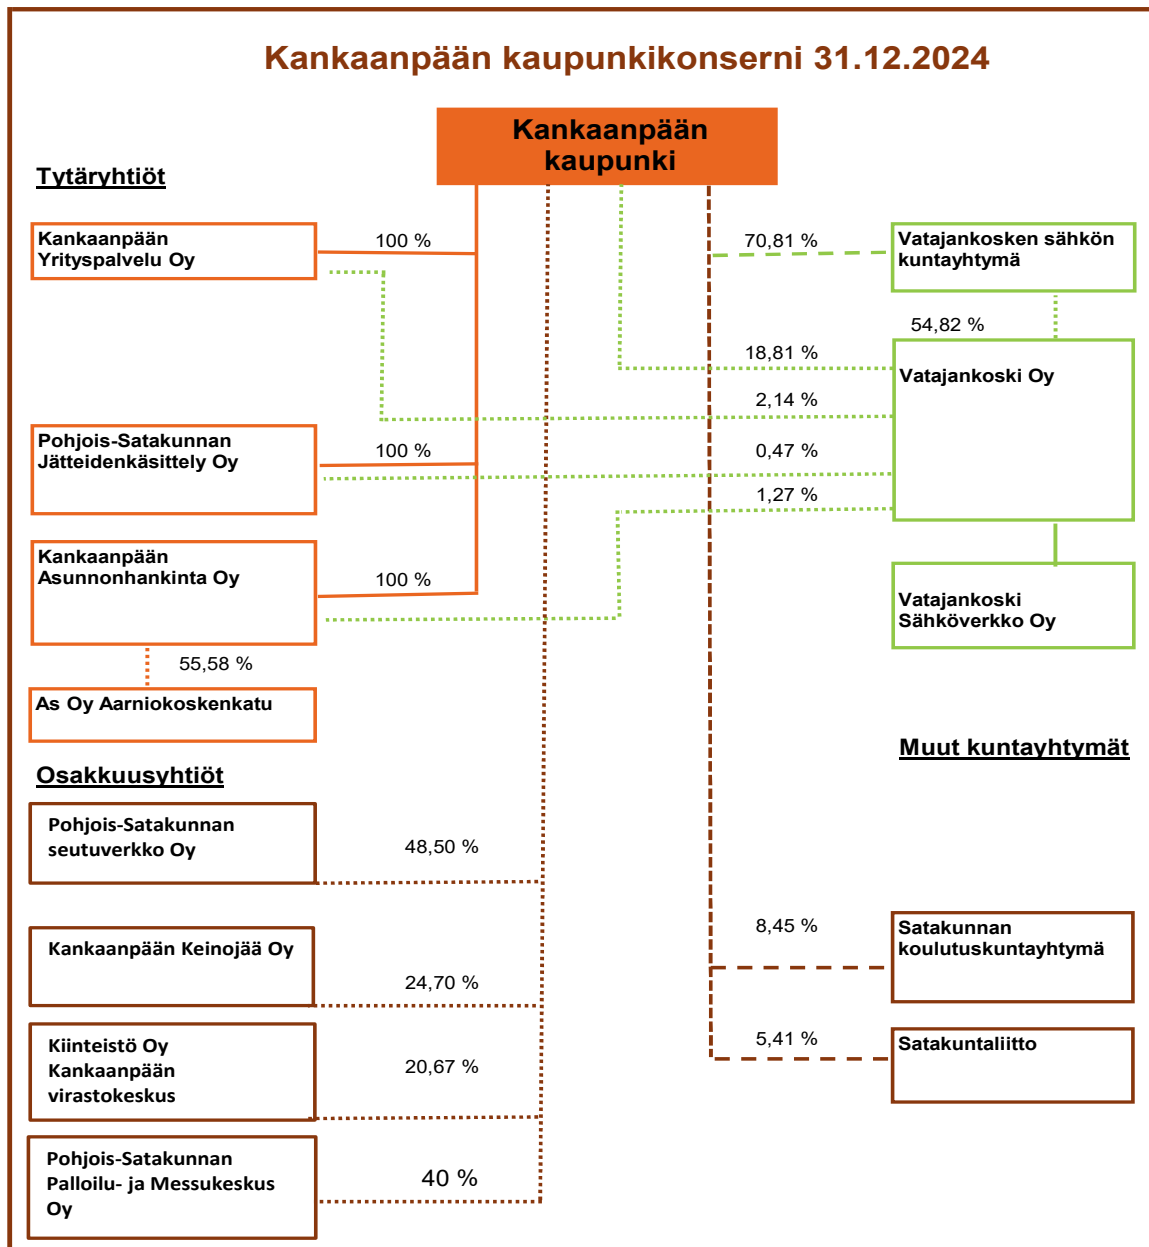 Kankaanpään kaupunkikonserni 31.12.2024
Kankaanpään
kaupunki
Tytäryhtiöt
Kankaanpään
Yrityspalvelu Oy
100 %
70,81 %
Vatajankosken sähkön
kuntayhtymä
54,82 %
18,81 %
Vatajankoski Oy
2,14 %
Pohjois-Satakunnan
Jätteidenkäsittely Oy
100 %
0,47 %
1,27 %
Kankaanpään
Asunnonhankinta Oy
100 %
Vatajankoski
Sähköverkko Oy
55,58 %
As Oy Aarniokoskenkatu
Muut kuntayhtymät
Osakkuusyhtiöt
Pohjois-Satakunnan
seutuverkko Oy
48,50 %
Kankaanpään Keinojää Oy
24,70 %
8,45 %
Satakunnan
koulutuskuntayhtymä
Kiinteistö Oy
Kankaanpään
virastokeskus
20,67 %
5,41 %
Satakuntaliitto
Pohjois-Satakunnan
Palloilu- ja Messukeskus
Oy
40 %